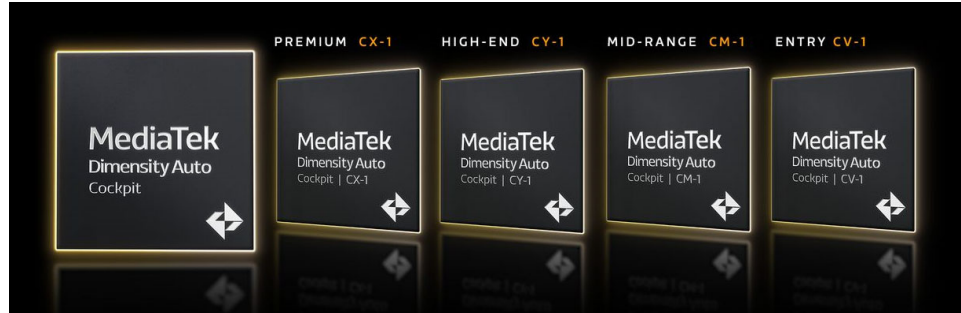 PREMIUM CX-1
HIGH-END CY-1
MID-RANGE CM-1
ENTRY CV-1
MediaTek
Dimensity Auto
Cockpit
MediaTek
Dimensity Auto
Cockpit | CX-1
MediaTek
Dimensity Auto
Cockpit | CY-1
MediaTek
Dimensity Auto
Cockpit | CM-1
MediaTek
Dimensity Auto
Cockpit | CV-1